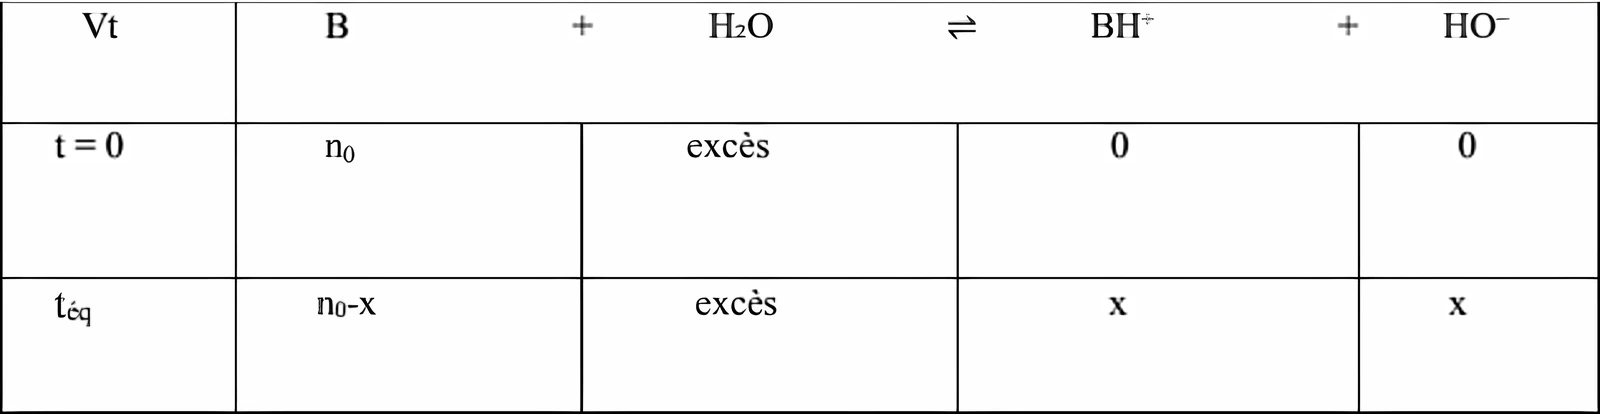 Vt B + H₂O ⇌ BH⁺ + HO⁻
t = 0 n₀ excès 0 0
téq n₀-x excès x x